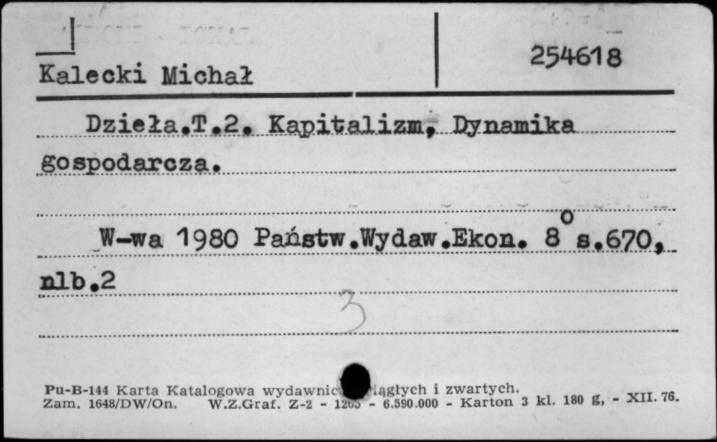 254618
Kalecki Michał
Dzieła.T.2. Kapitalizm, Dynamika
gospodarcza.
W-wa 1980 Państw.Wydaw.Ekon. 8° s.670,
nlb.2
3
Pu-B-144 Karta Katalogowa wydawnic ciągłych i zwartych.
Zam. 1648/DW/On. W.Z.Graf. Z-2 - 1265 - 6.590.000 - Karton 3 kl. 180 g, - XII. 76.